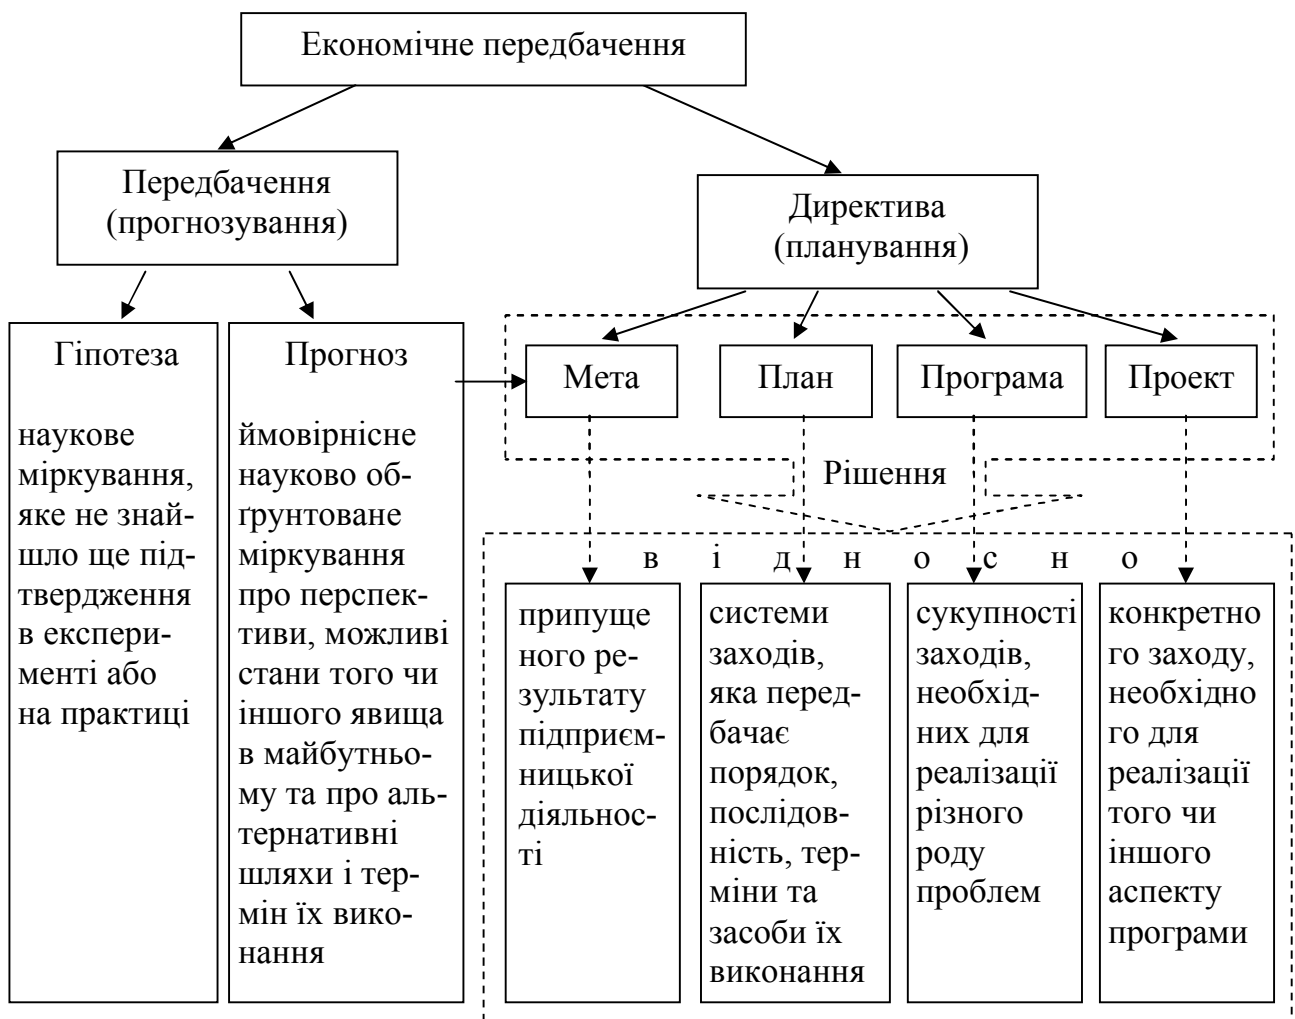 Економічне передбачення
Передбачення
(прогнозування)
Директива
(планування)
Гіпотеза
наукове
міркування,
яке не знай-
шло ще під-
твердження
в експери-
менті або
на практиці
Прогноз
ймовірнісне
науково об-
ґрунтоване
міркування
про перспек-
тиви, можливі
стани того чи
іншого явища
в майбутньо-
му та про аль-
тернативні
шляхи і тер-
мін їх вико-
нання
Мета
План
Програма
Проект
Рішення
в і д н о с н о
припуще
ного ре-
зультату
підприєм-
ницької
діяльнос-
ті
системи
заходів,
яка перед-
бачає
порядок,
послідов-
ність, тер-
міни та
засоби їх
виконання
сукупності
заходів,
необхід-
них для
реалізації
різного
роду
проблем
конкретно
го заходу,
необхідно
го для
реалізації
того чи
іншого
аспекту
програми